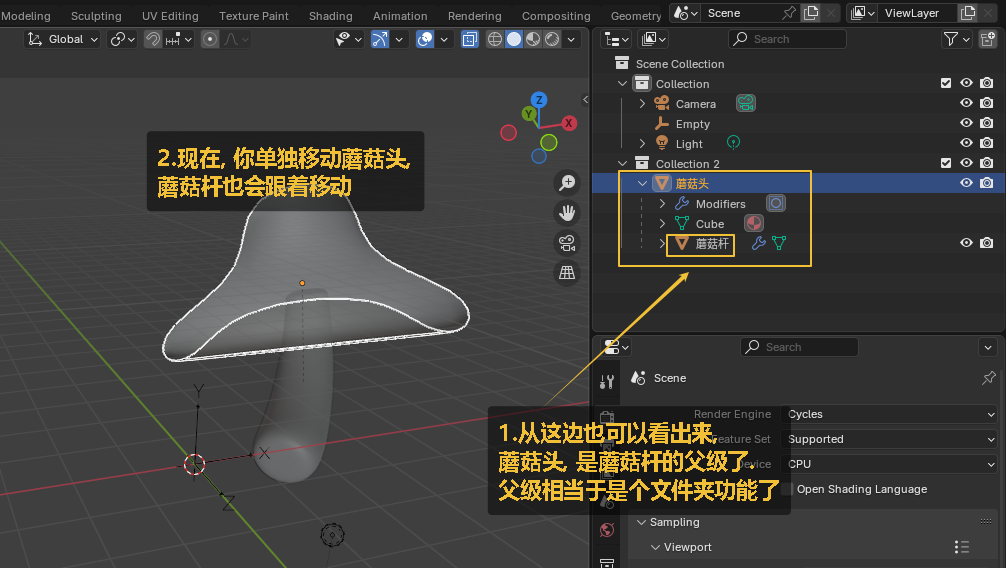 Modeling Sculpting UV Editing Texture Paint Shading Animation Rendering Compositing Geometry Scene ViewLayer
Global
Search
Scene Collection
Collection
Camera
Empty
Light
Collection 2
蘑菇头
Modifiers
Cube
蘑菇杆
Z
Y
X
2.现在, 你单独移动蘑菇头,
蘑菇杆也会跟着移动
Y
X
Z
Search
Scene
Render Engine Cycles
Feature Set Supported
Device CPU
Open Shading Language
1.从这边也可以看出来,
蘑菇头, 是蘑菇杆的父级了,
父级相当于是个文件夹功能了
Sampling
Viewport